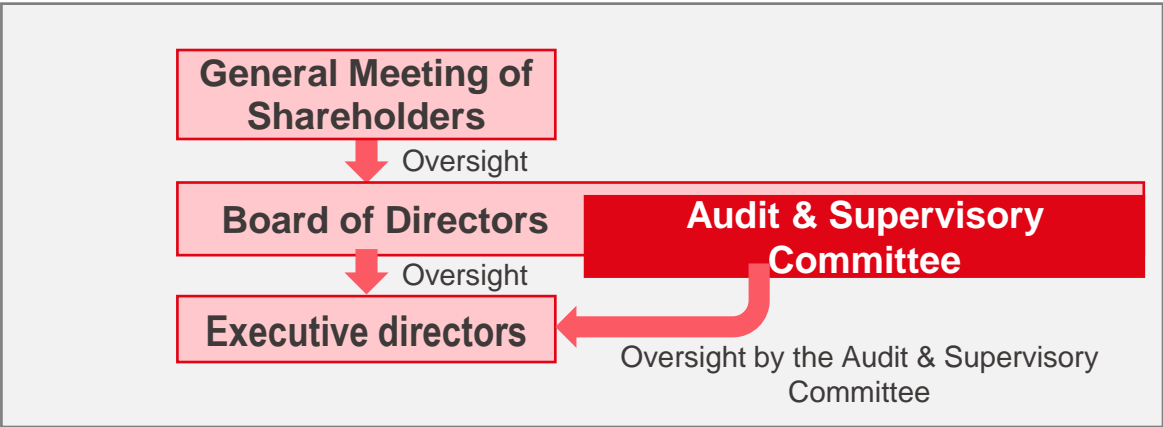 General Meeting of
Shareholders
Oversight
Board of Directors
Audit & Supervisory
Committee
Oversight
Executive directors
Oversight by the Audit & Supervisory
Committee